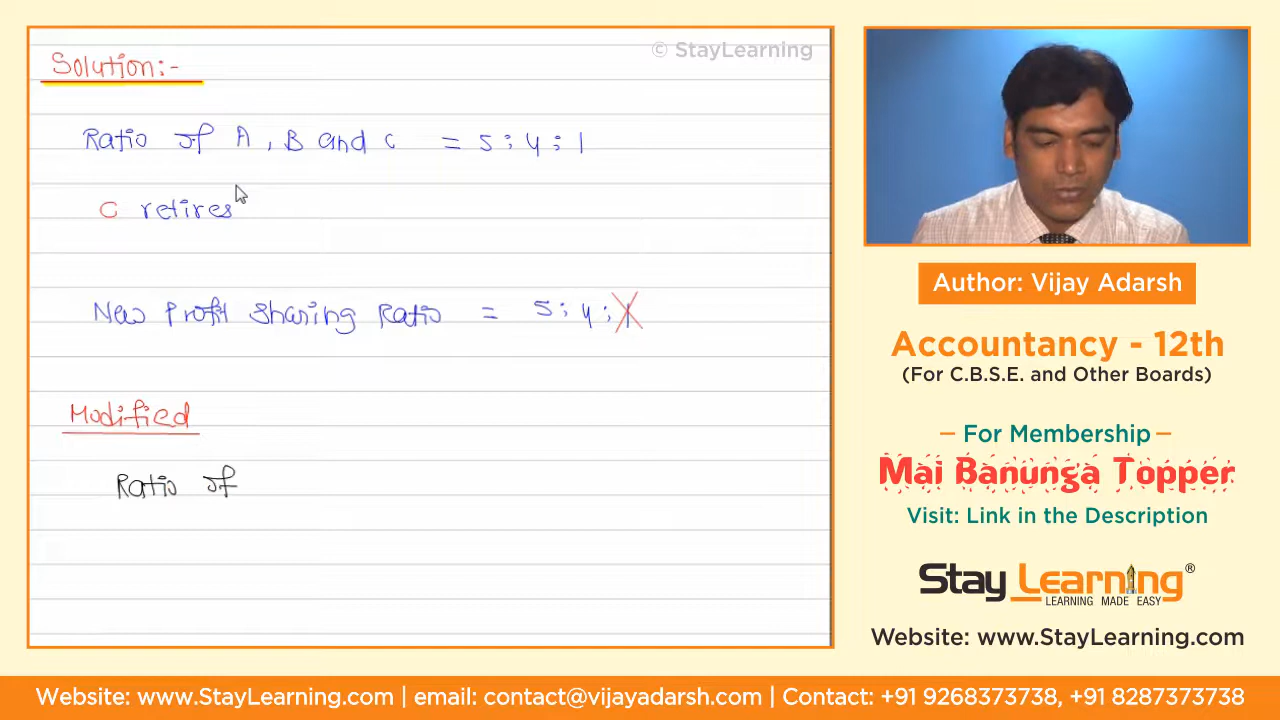 © StayLearning
Solution:-
Ratio of A, B and C = 5 : 4 : 1
C retires
New Profit Sharing Ratio = 5 : 4 : 1
Modified
Ratio of
Author: Vijay Adarsh
Accountancy - 12th
(For C.B.S.E. and Other Boards)
– For Membership –
Mai Banunga Topper
Visit: Link in the Description
Stay Learning®
LEARNING MADE EASY
Website: www.StayLearning.com
Website: www.StayLearning.com | email: contact@vijayadarsh.com | Contact: +91 9268373738, +91 8287373738